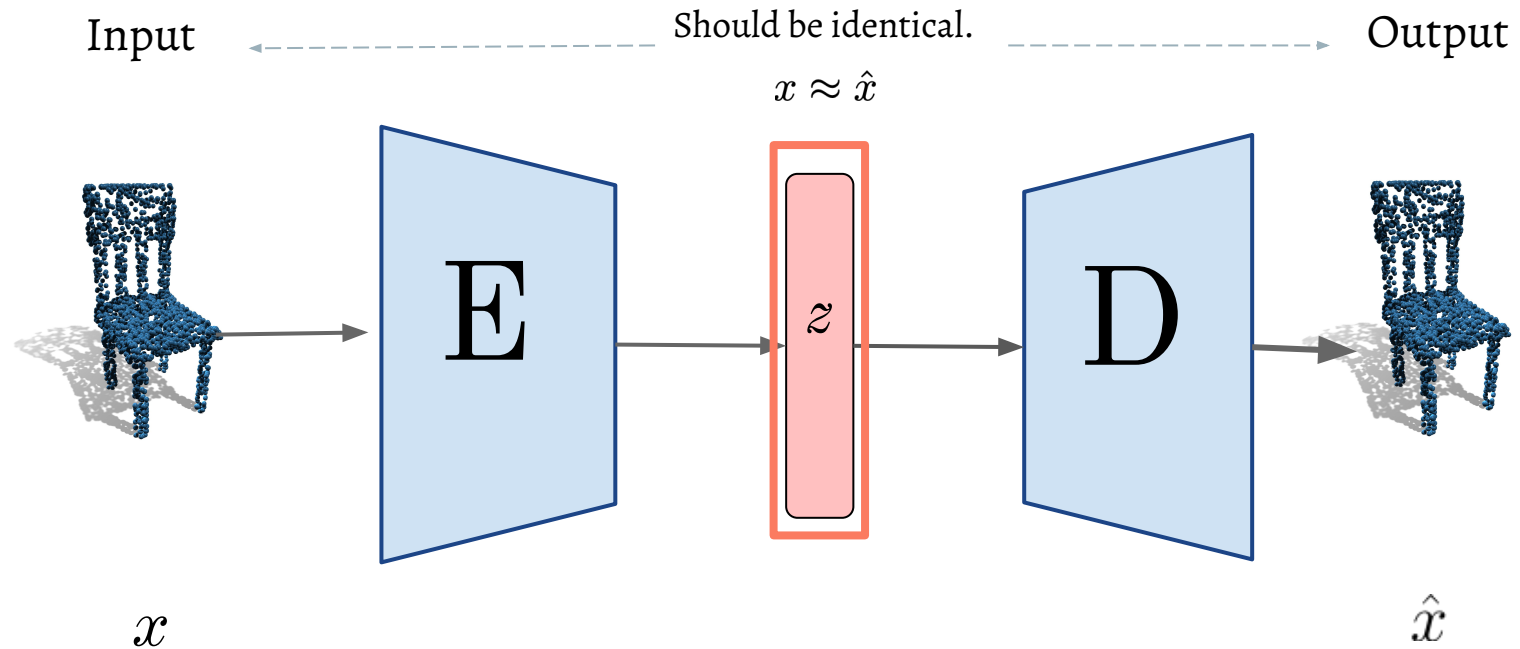 Input
Should be identical.
Output
x ≈ x̂
E
z
D
x
x̂